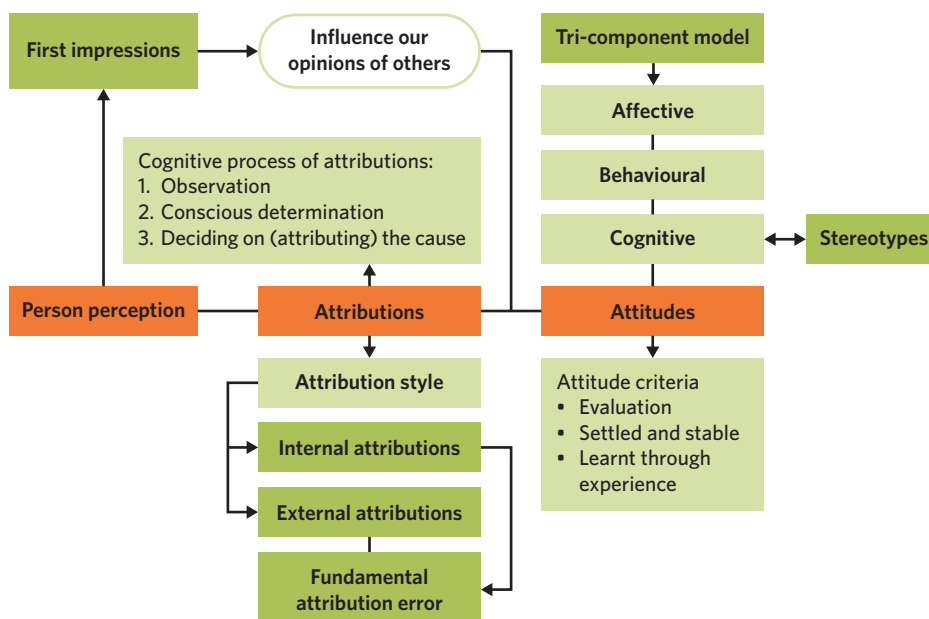 First impressions
Influence our
opinions of others
Tri-component model
Affective
Cognitive process of attributions:
1. Observation
2. Conscious determination
3. Deciding on (attributing) the cause
Behavioural
Cognitive
Stereotypes
Person perception
Attributions
Attitudes
Attribution style
Internal attributions
External attributions
Fundamental
attribution error
Attitude criteria
• Evaluation
• Settled and stable
• Learnt through
experience